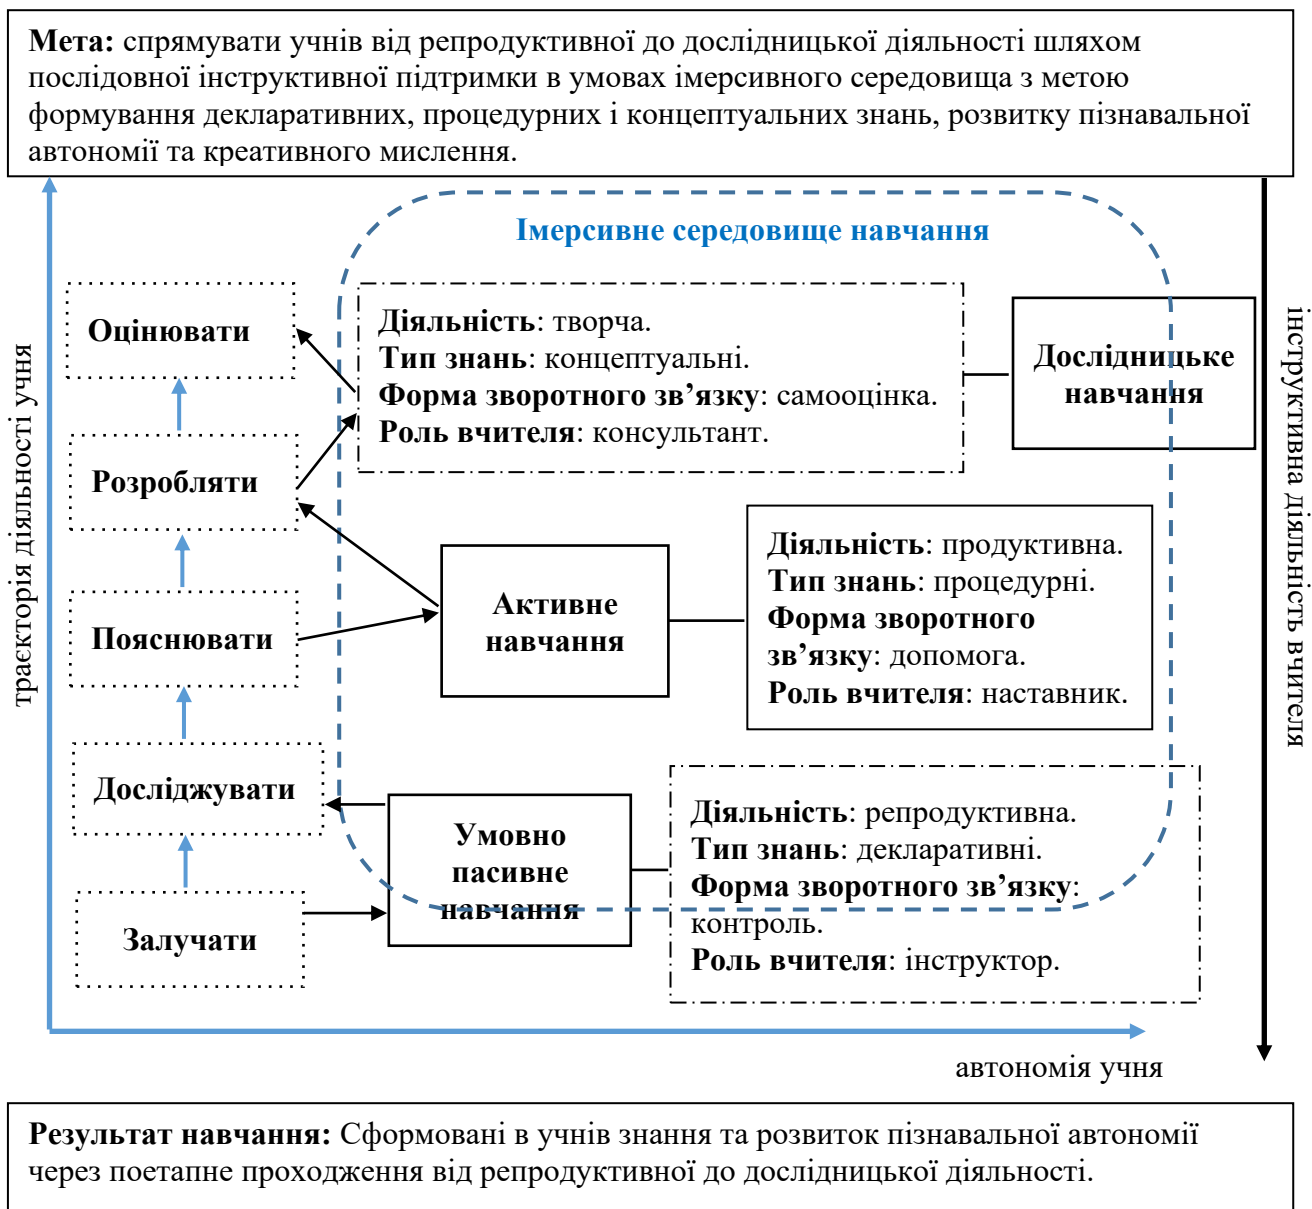 Мета: спрямувати учнів від репродуктивної до дослідницької діяльності шляхом
послідовної інструктивної підтримки в умовах імерсивного середовища з метою
формування декларативних, процедурних і концептуальних знань, розвитку пізнавальної
автономії та креативного мислення.
Імерсивне середовище навчання
траєкторія діяльності учня
Оцінювати
Діяльність: творча.
Тип знань: концептуальні.
Форма зворотного зв’язку: самооцінка.
Роль вчителя: консультант.
Дослідницьке
навчання
інструктивна діяльність вчителя
Розробляти
Активне
навчання
Діяльність: продуктивна.
Тип знань: процедурні.
Форма зворотного
зв’язку: допомога.
Роль вчителя: наставник.
Пояснювати
Досліджувати
Умовно
пасивне
навчання
Діяльність: репродуктивна.
Тип знань: декларативні.
Форма зворотного зв’язку:
контроль.
Роль вчителя: інструктор.
Залучати
автономія учня
Результат навчання: Сформовані в учнів знання та розвиток пізнавальної автономії
через поетапне проходження від репродуктивної до дослідницької діяльності.